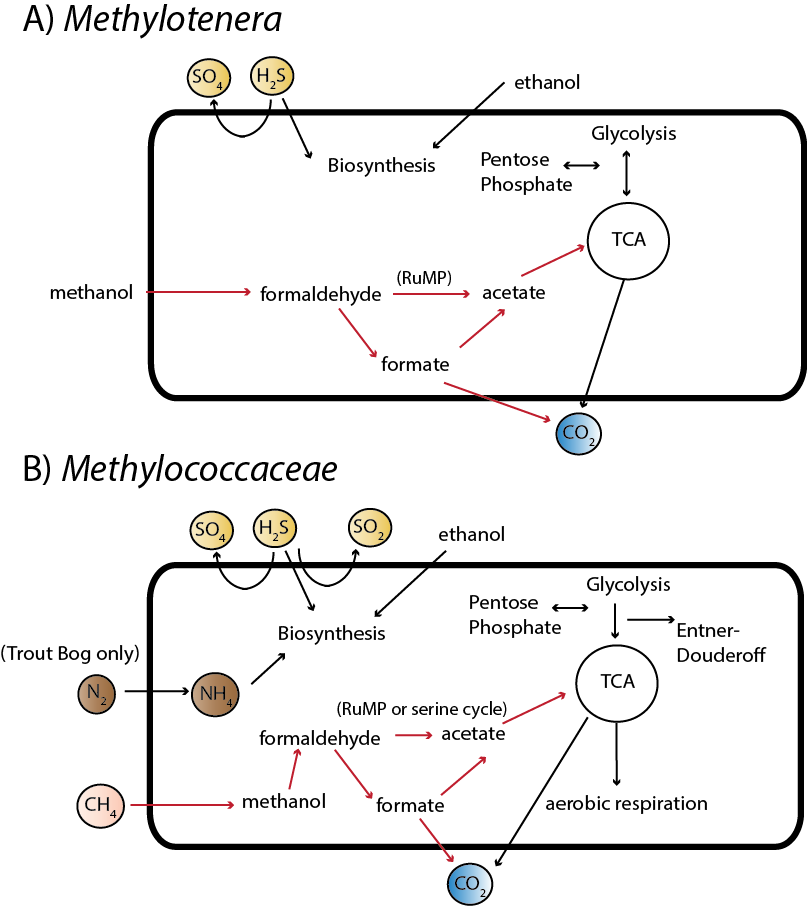 A) Methylotenera
SO4
H2S
ethanol
Glycolysis
Biosynthesis
Pentose
Phosphate
TCA
(RuMP)
methanol
formaldehyde
acetate
formate
CO2
B) Methylococcaceae
SO4
H2S
SO2
ethanol
Glycolysis
Pentose
Phosphate
Biosynthesis
Entner-
Douderoff
(Trout Bog only)
N2
NH4
TCA
(RuMP or serine cycle)
formaldehyde
acetate
CH4
methanol
formate
aerobic respiration
CO2